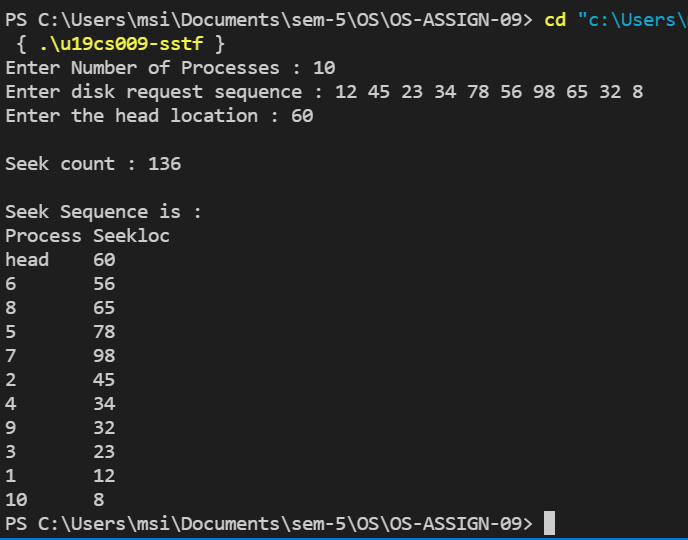 PS C:\Users\msi\Documents\sem-5\OS\OS-ASSIGN-09> cd "c:\Users\
{ .\u19cs009-sstf }
Enter Number of Processes : 10
Enter disk request sequence : 12 45 23 34 78 56 98 65 32 8
Enter the head location : 60
Seek count : 136
Seek Sequence is :
Process Seekloc
head 60
6 56
8 65
5 78
7 98
2 45
4 34
9 32
3 23
1 12
10 8
PS C:\Users\msi\Documents\sem-5\OS\OS-ASSIGN-09>